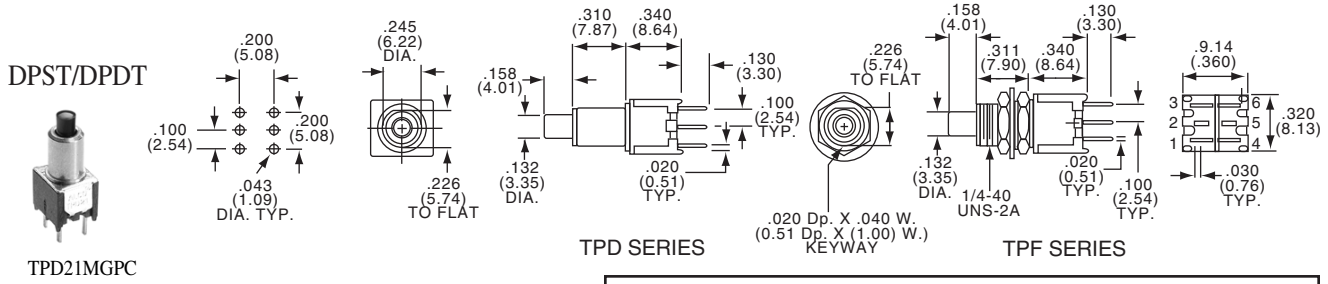 DPST/DPDT
TPD21MGPC
.200
(5.08)
.100
(2.54)
.200
(5.08)
.043
(1.09)
DIA. TYP.
.245
(6.22)
DIA.
.226
(5.74)
TO FLAT
.310
(7.87)
.340
(8.64)
.158
(4.01)
.130
(3.30)
.100
(2.54)
TYP.
.132
(3.35)
DIA.
.020
(0.51)
TYP.
TPD SERIES
.226
(5.74)
TO FLAT
.020 Dp. X .040 W.
(0.51 Dp. X (1.00) W.)
KEYWAY
.158
(4.01)
.311
(7.90)
.340
(8.64)
.130
(3.30)
.132
(3.35)
DIA.
1/4-40
UNS-2A
.020
(0.51)
TYP.
.100
(2.54)
TYP.
TPF SERIES
.9.14
(.360)
3 6
2 5
1 4
.320
(8.13)
.030
(0.76)
TYP.